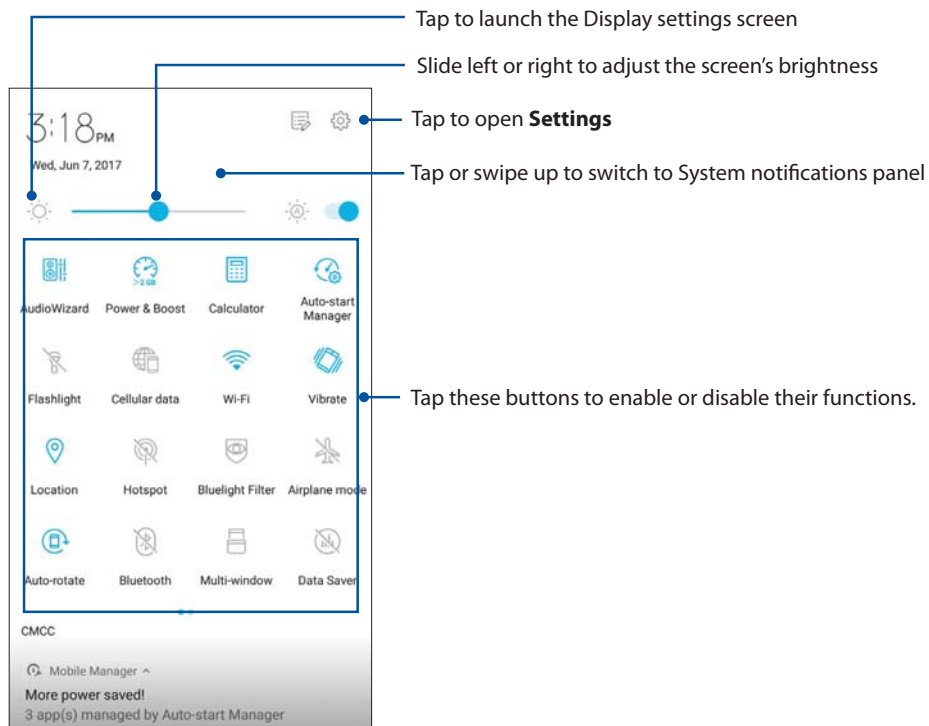 Tap to launch the Display settings screen
Slide left or right to adjust the screen's brightness
Tap to open Settings
Tap or swipe up to switch to System notifications panel
Tap these buttons to enable or disable their functions.
3:18PM
Wed, Jun 7, 2017
A
>2 GB
AudioWizard Power & Boost Calculator Auto-start
Manager
Flashlight Cellular data Wi-Fi Vibrate
Location Hotspot Bluelight Filter Airplane mode
Auto-rotate Bluetooth Multi-window Data Saver
CMCC
Mobile Manager
More power saved!
3 app(s) managed by Auto-start Manager